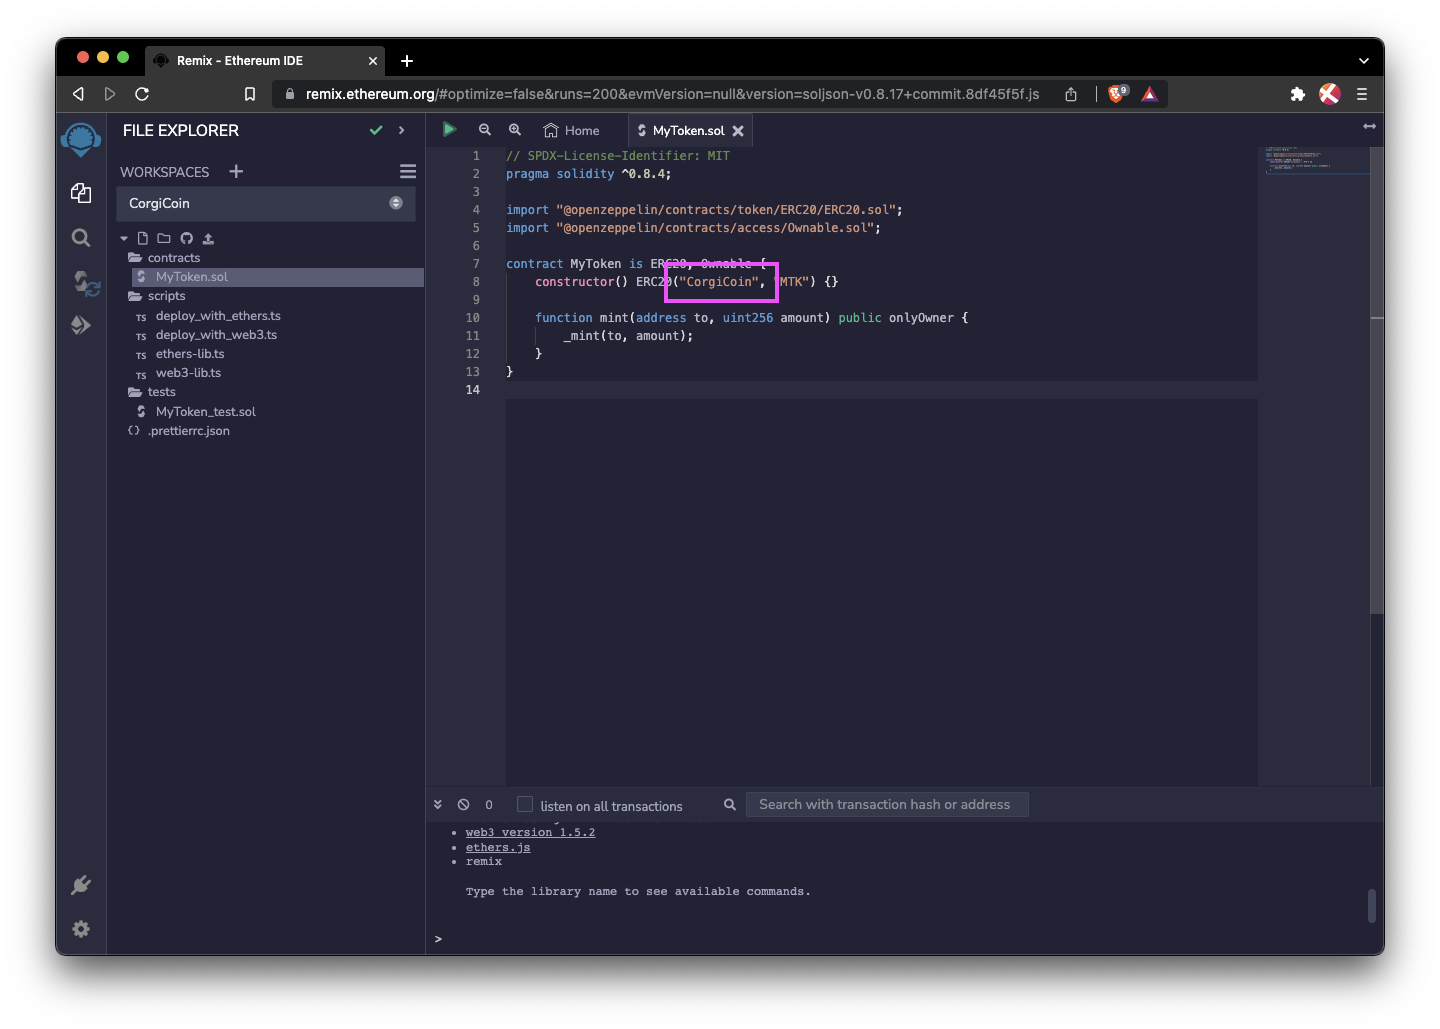 Remix - Ethereum IDE
remix.ethereum.org/#optimize=false&runs=200&evmVersion=null&version=soljson-v0.8.17+commit.8df45f5f.js
9
FILE EXPLORER
WORKSPACES
CorgiCoin
contracts
MyToken.sol
scripts
TS deploy_with_ethers.ts
TS deploy_with_web3.ts
TS ethers-lib.ts
TS web3-lib.ts
tests
MyToken_test.sol
{} .prettierrc.json
Home
MyToken.sol
1 // SPDX-License-Identifier: MIT
2 pragma solidity ^0.8.4;
3
4 import "@openzeppelin/contracts/token/ERC20/ERC20.sol";
5 import "@openzeppelin/contracts/access/Ownable.sol";
6
7 contract MyToken is ERC20, Ownable {
8 constructor() ERC20("CorgiCoin", "MTK") {}
9
10 function mint(address to, uint256 amount) public onlyOwner {
11 _mint(to, amount);
12 }
13 }
14
0
listen on all transactions
Search with transaction hash or address
• web3 version 1.5.2
• ethers.js
• remix
Type the library name to see available commands.
>